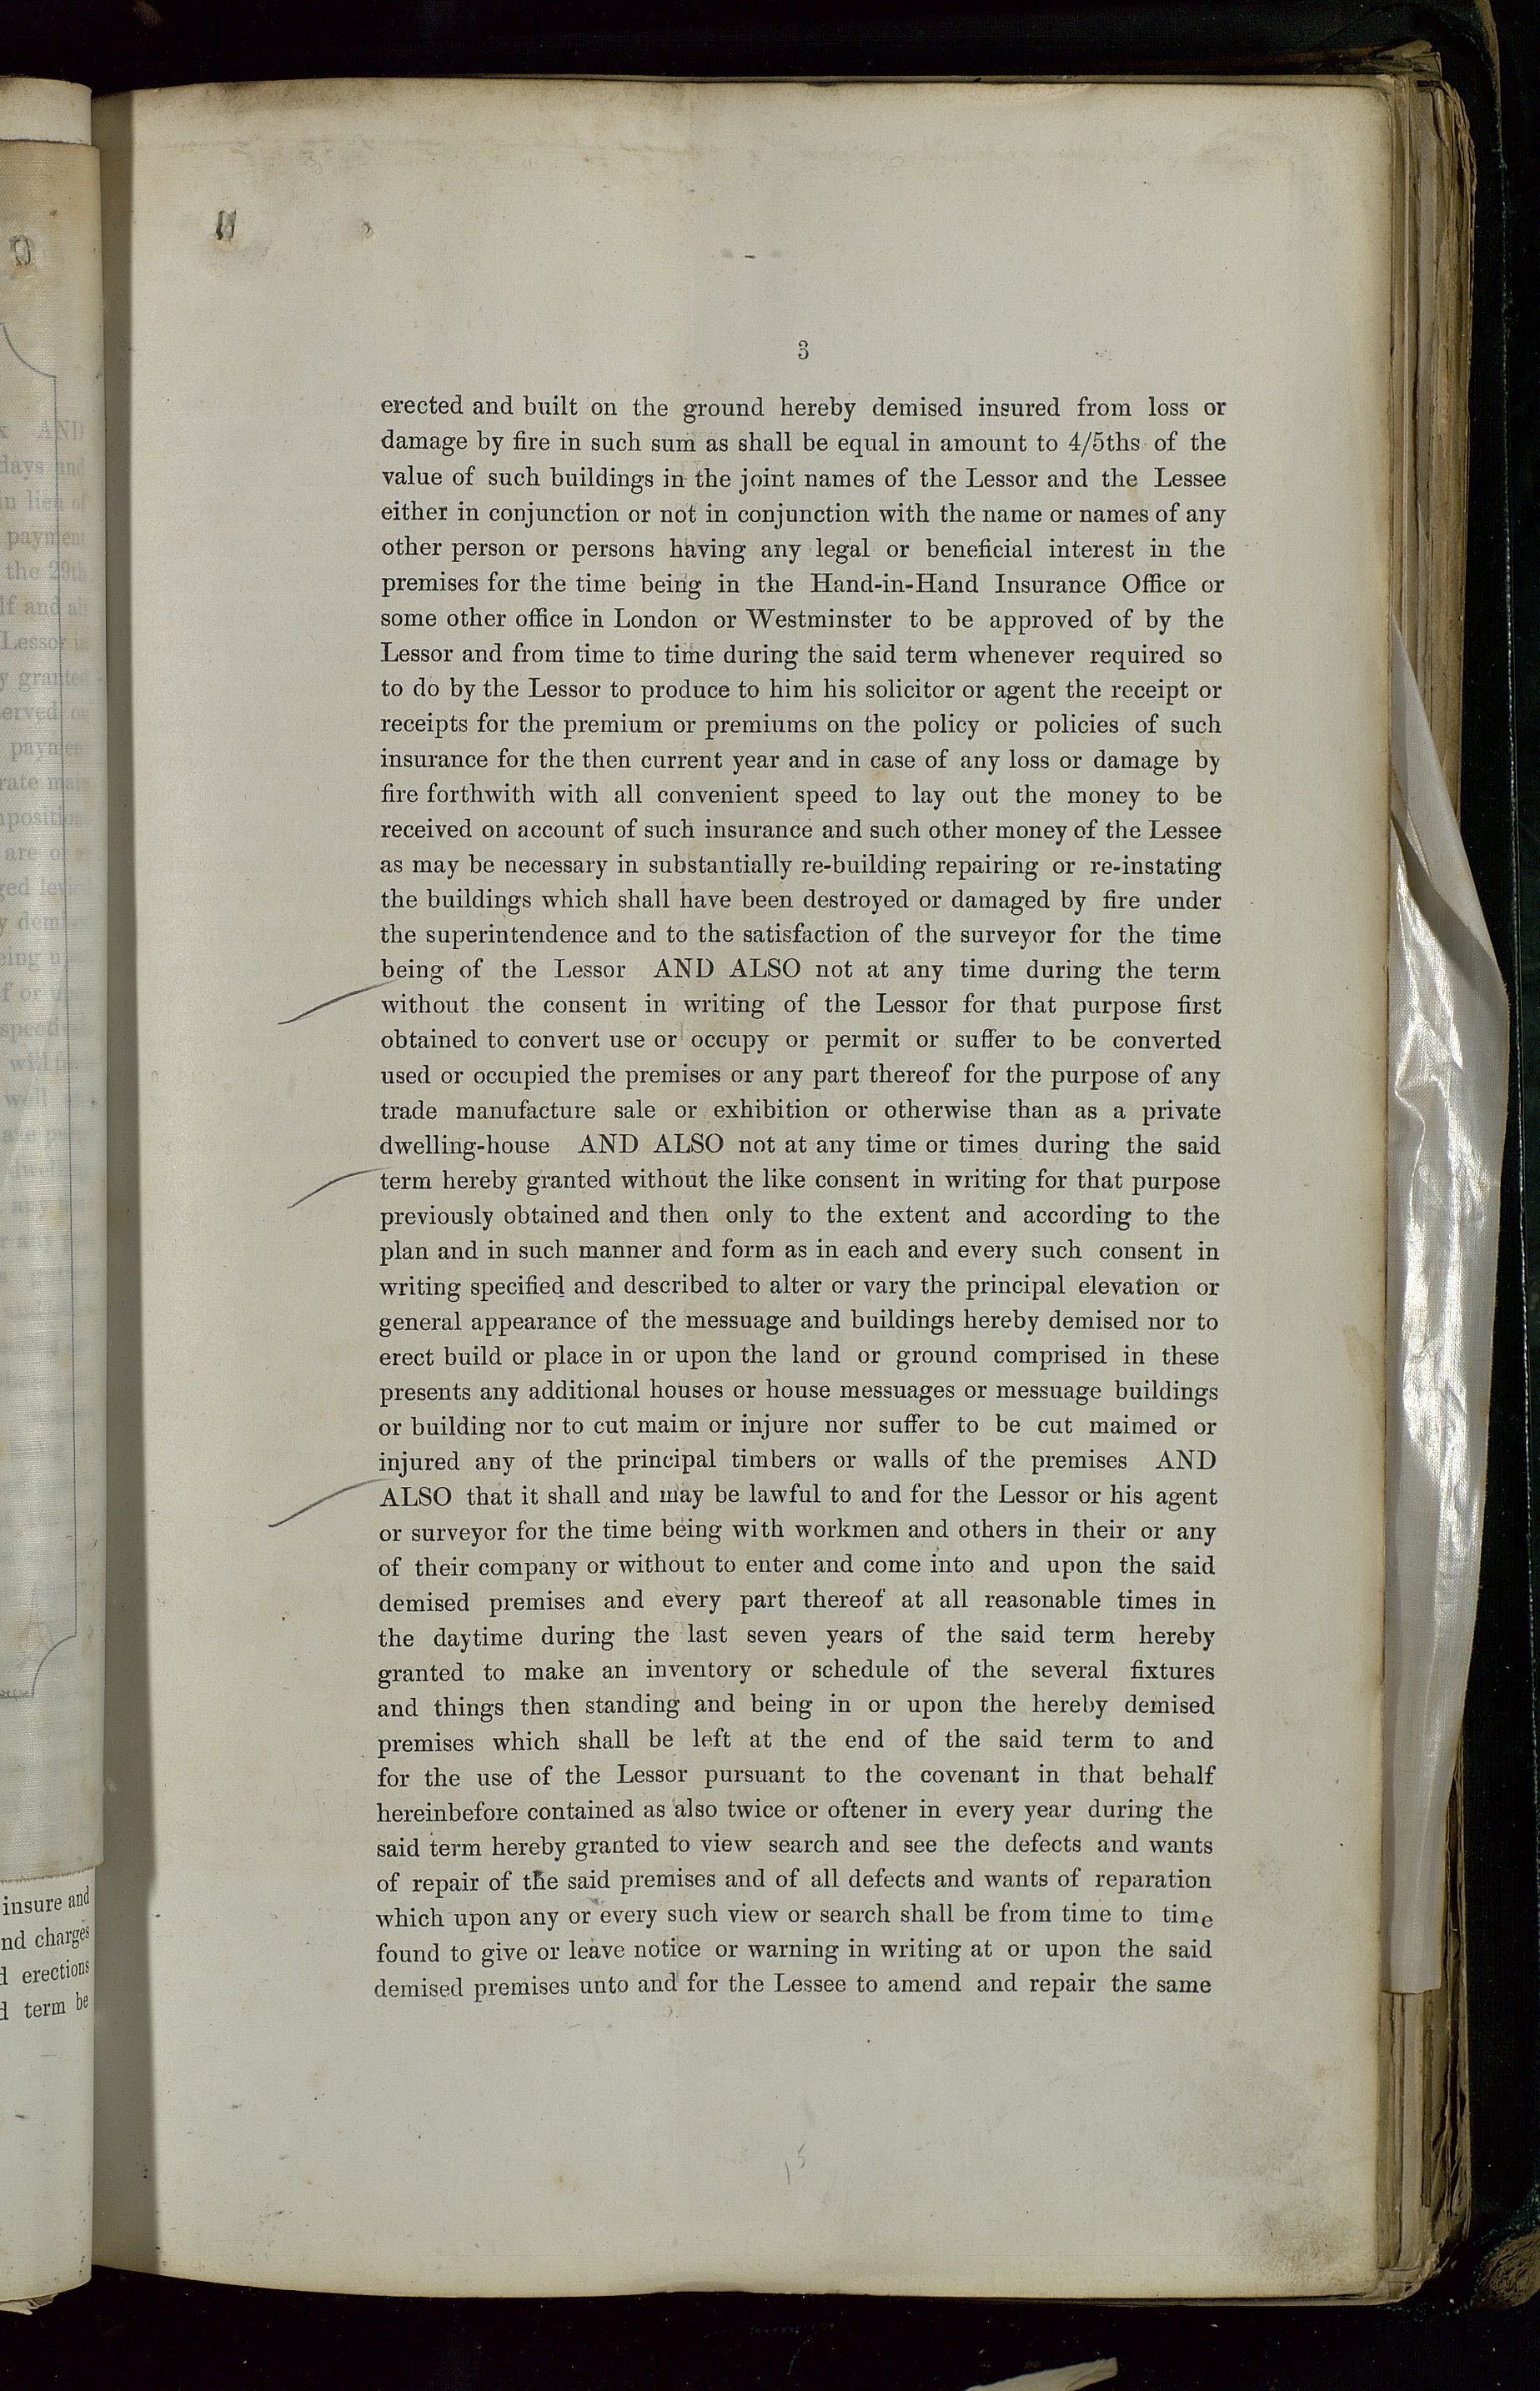 3
erected and built on the ground hereby demised insured from loss or
damage by fire in such sum as shall be equal in amount to 4/5ths of the
value of such buildings in the joint names of the Lessor and the Lessee
either in conjunction or not in conjunction with the name or names of any
other person or persons having any legal or beneficial interest in the
premises for the time being in the Hand-in-Hand Insurance Office or
some other office in London or Westminster to be approved of by the
Lessor and from time to time during the said term whenever required so
to do by the Lessor to produce to him his solicitor or agent the receipt or
receipts for the premium or premiums on the policy or policies of such
insurance for the then current year and in case of any loss or damage by
fire forthwith with all convenient speed to lay out the money to be
received on account of such insurance and such other money of the Lessee
as may be necessary in substantially re-building repairing or re-instating
the buildings which shall have been destroyed or damaged by fire under
the superintendence and to the satisfaction of the surveyor for the time
being of the Lessor AND ALSO not at any time during the term
without the consent in writing of the Lessor for that purpose first
obtained to convert use or occupy or permit or suffer to be converted
used or occupied the premises or any part thereof for the purpose of any
trade manufacture sale or exhibition or otherwise than as a private
dwelling-house AND ALSO not at any time or times during the said
term hereby granted without the like consent in writing for that purpose
previously obtained and then only to the extent and according to the
plan and in such manner and form as in each and every such consent in
writing specified and described to alter or vary the principal elevation or
general appearance of the messuage and buildings hereby demised nor to
erect build or place in or upon the land or ground comprised in these
presents any additional houses or house messuages or messuage buildings
or building nor to cut maim or injure nor suffer to be cut maimed or
injured any of the principal timbers or walls of the premises AND
ALSO that it shall and may be lawful to and for the Lessor or his agent
or surveyor for the time being with workmen and others in their or any
of their company or without to enter and come into and upon the said
demised premises and every part thereof at all reasonable times in
the daytime during the last seven years of the said term hereby
granted to make an inventory or schedule of the several fixtures
and things then standing and being in or upon the hereby demised
premises which shall be left at the end of the said term to and
for the use of the Lessor pursuant to the covenant in that behalf
hereinbefore contained as also twice or oftener in every year during the
said term hereby granted to view search and see the defects and wants
of repair of the said premises and of all defects and wants of reparation
which upon any or every such view or search shall be from time to time
found to give or leave notice or warning in writing at or upon the said
demised premises unto and for the Lessee to amend and repair the same
15
insure and
charges
erections
term be